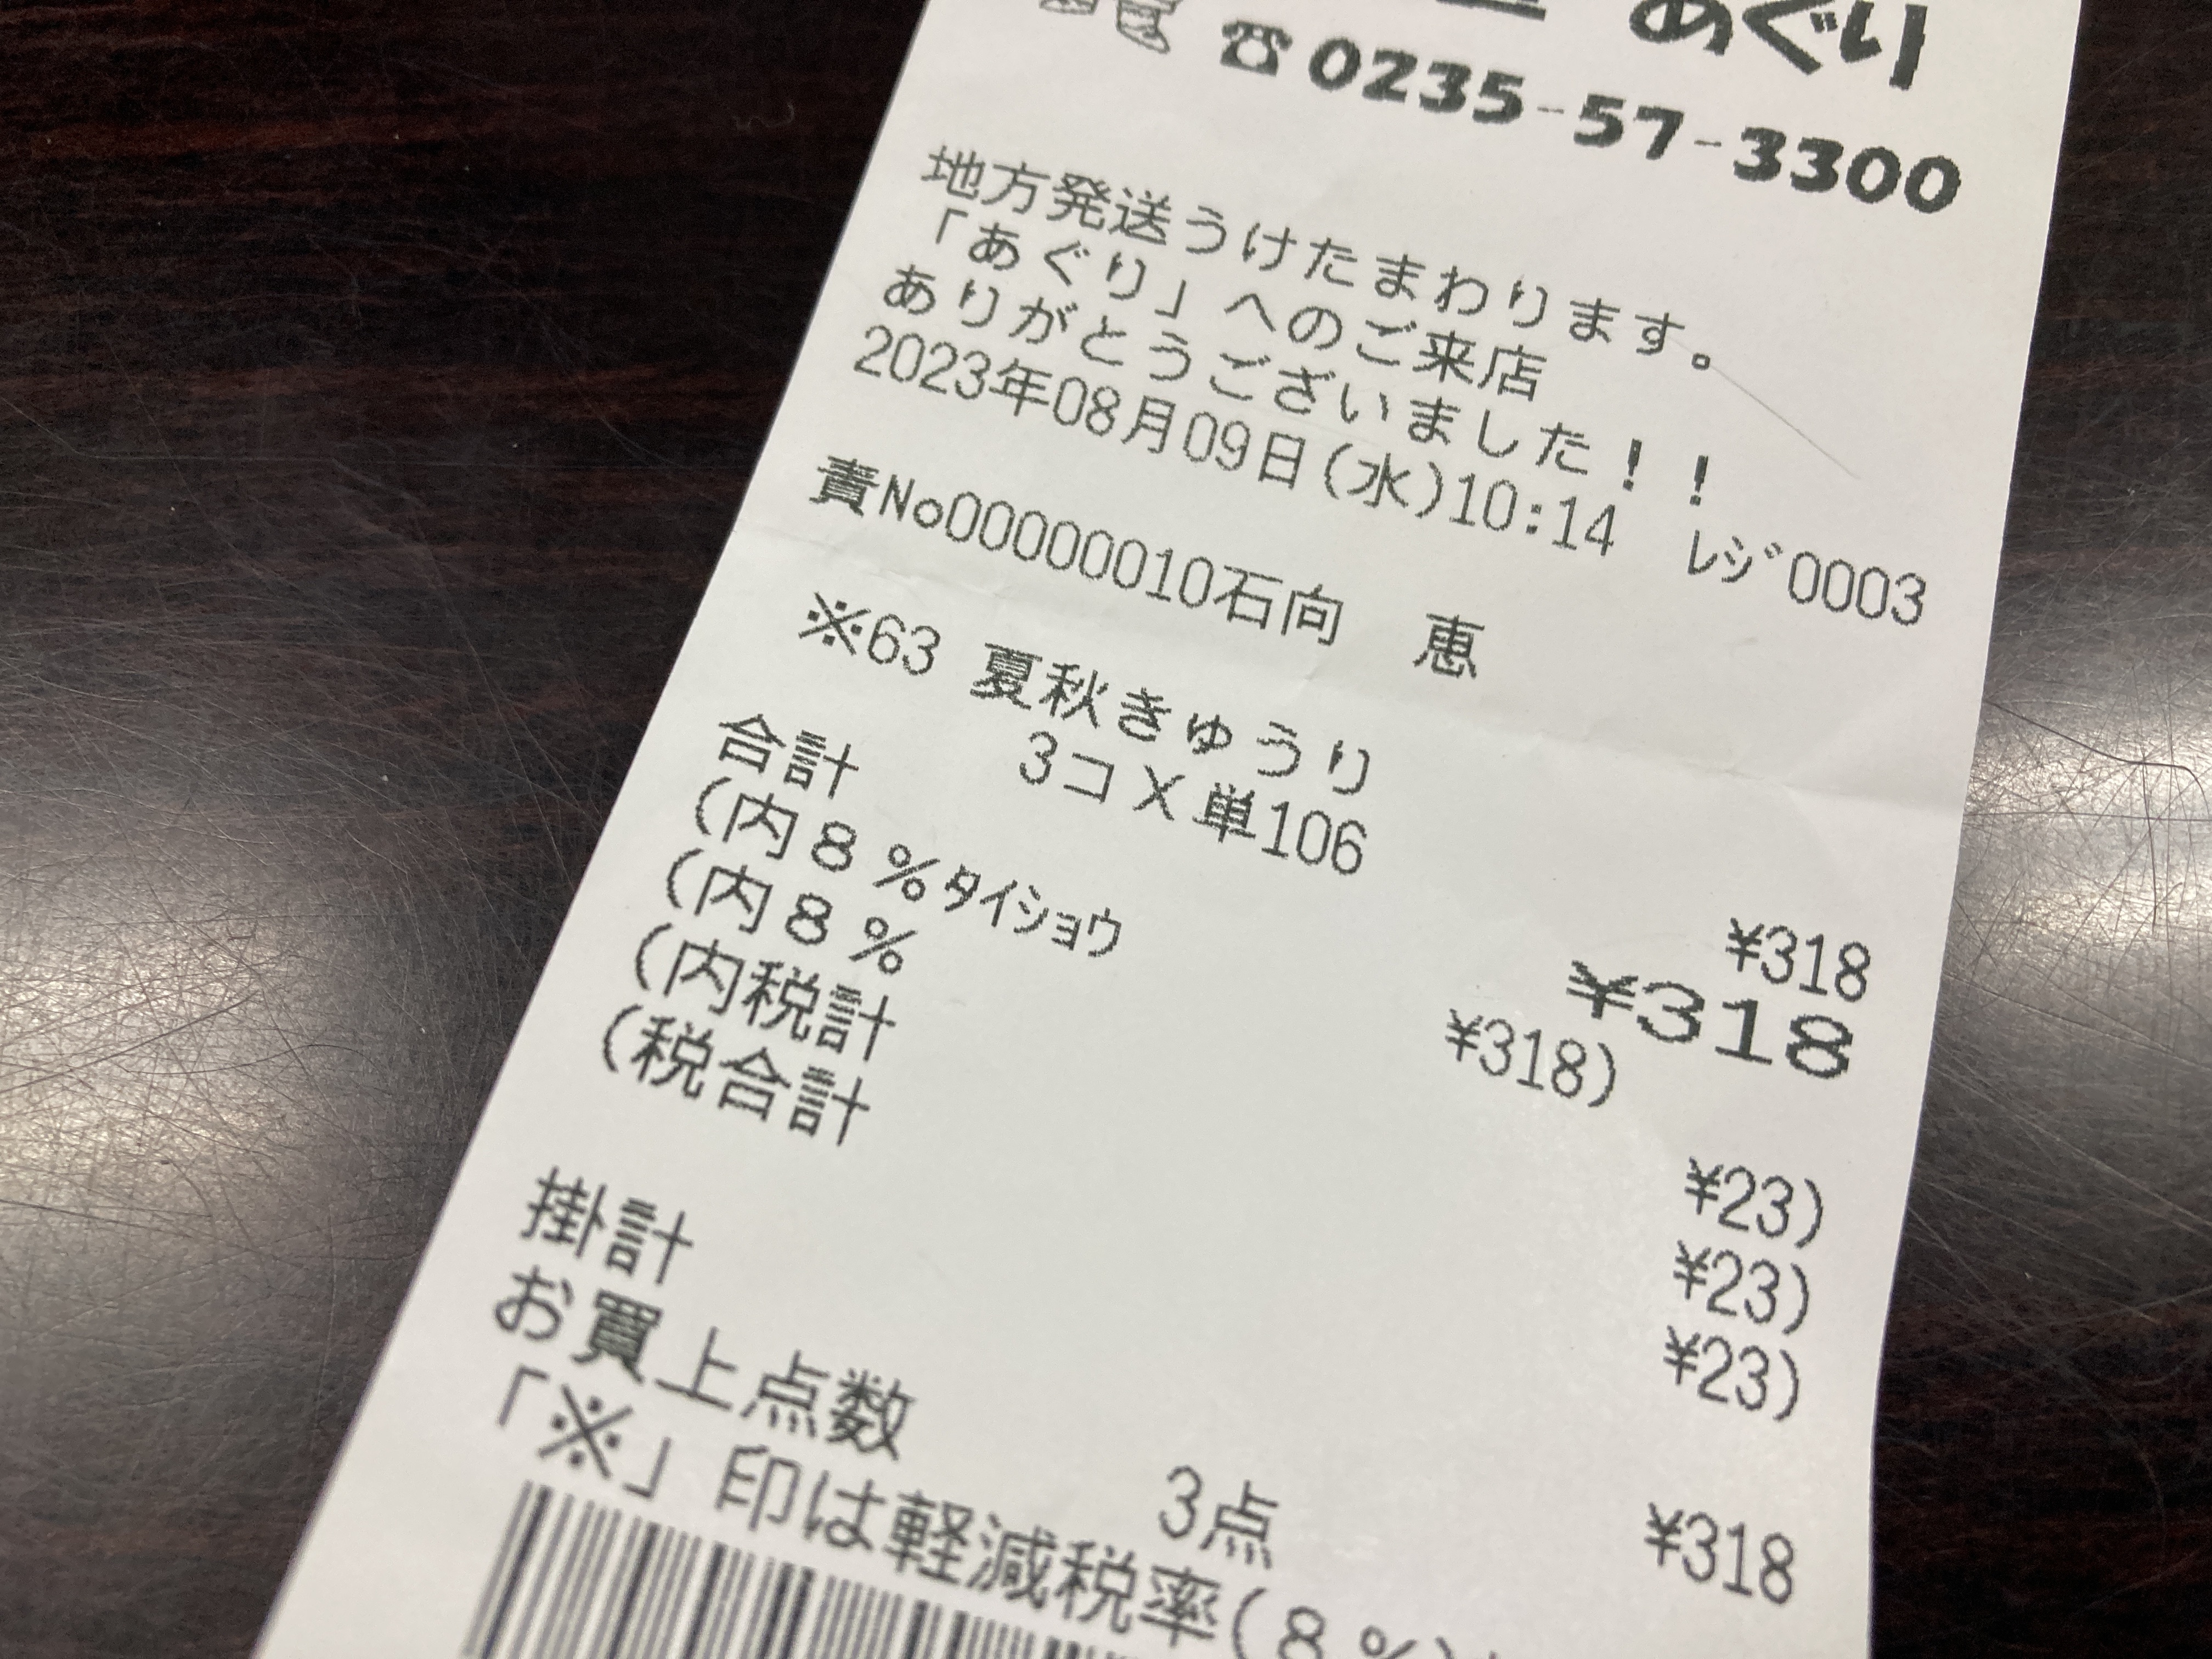 あぐり
☎0235-57-3300
地方発送うけたまわります。
「あぐり」へのご来店
ありがとうございました！！
2023年08月09日(水)10:14 ﾚｼﾞ0003
責No00000010石向 恵
※63 夏秋きゅうり
3コ X 単106 ¥318
合計 ¥318
(内8%ﾀｲｼｮｳ ¥318)
(内8% ¥23)
(内税計 ¥23)
(税合計 ¥23)
掛計 ¥318
お買上点数 3点
「※」印は軽減税率(8%)